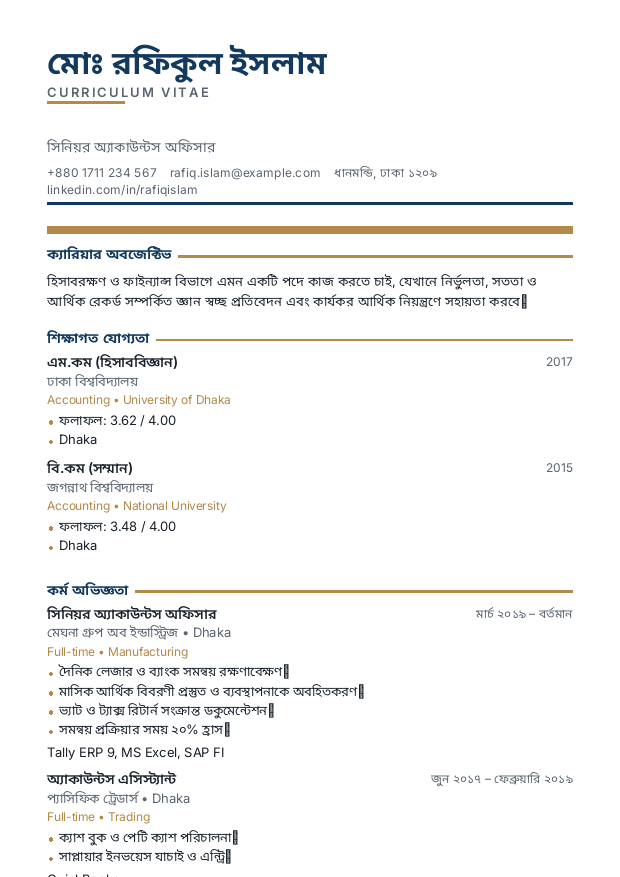 মোঃ রফিকুল ইসলাম
CURRICULUM VITAE
সিনিয়র অ্যাকাউন্টস অফিসার
+880 1711 234 567 rafiq.islam@example.com ধানমন্ডি, ঢাকা ১২০৯
linkedin.com/in/rafiqislam
ক্যারিয়ার অবজেক্টিভ
হিসাবরক্ষণ ও ফাইন্যান্স বিভাগে এমন একটি পদে কাজ করতে চাই, যেখানে নির্ভুলতা, সততা ও
আর্থিক রেকর্ড সম্পর্কিত জ্ঞান স্বচ্ছ প্রতিবেদন এবং কার্যকর আর্থিক নিয়ন্ত্রণে সহায়তা করবে
শিক্ষাগত যোগ্যতা
এম.কম (হিসাববিজ্ঞান) 2017
ঢাকা বিশ্ববিদ্যালয়
Accounting • University of Dhaka
• ফলাফল: 3.62 / 4.00
• Dhaka
বি.কম (সম্মান) 2015
জগন্নাথ বিশ্ববিদ্যালয়
Accounting • National University
• ফলাফল: 3.48 / 4.00
• Dhaka
কর্ম অভিজ্ঞতা
সিনিয়র অ্যাকাউন্টস অফিসার মার্চ ২০১৯ – বর্তমান
মেঘনা গ্রুপ অব ইন্ডাস্ট্রিজ • Dhaka
Full-time • Manufacturing
• দৈনিক লেজার ও ব্যাংক সমন্বয় রক্ষণাবেক্ষণ
• মাসিক আর্থিক বিবরণী প্রস্তুত ও ব্যবস্থাপনাকে অবহিতকরণ
• ভ্যাট ও ট্যাক্স রিটার্ন সংক্রান্ত ডকুমেন্টেশন
• সমন্বয় প্রক্রিয়ার সময় ২০% হ্রাস
Tally ERP 9, MS Excel, SAP FI
অ্যাকাউন্টস এসিস্ট্যান্ট জুন ২০১৭ – ফেব্রুয়ারি ২০১৯
প্যাসিফিক ট্রেডার্স • Dhaka
Full-time • Trading
• ক্যাশ বুক ও পেটি ক্যাশ পরিচালনা
• সাপ্লায়ার ইনভয়েস যাচাই ও এন্ট্রি